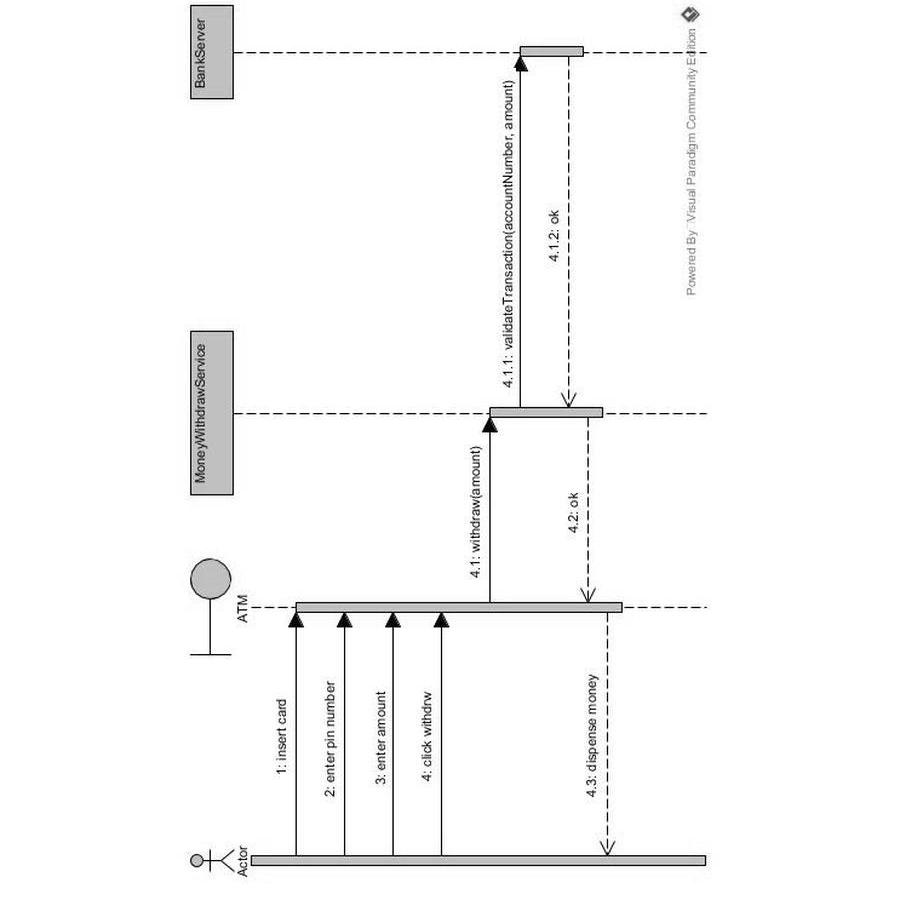 Actor
ATM
MoneyWithdrawService
BankServer
1: insert card
2: enter pin number
3: enter amount
4: click withdrw
4.1: withdraw(amount)
4.1.1: validateTransaction(accountNumber, amount)
4.1.2: ok
4.2: ok
4.3: dispense money
Powered By Visual Paradigm Community Edition